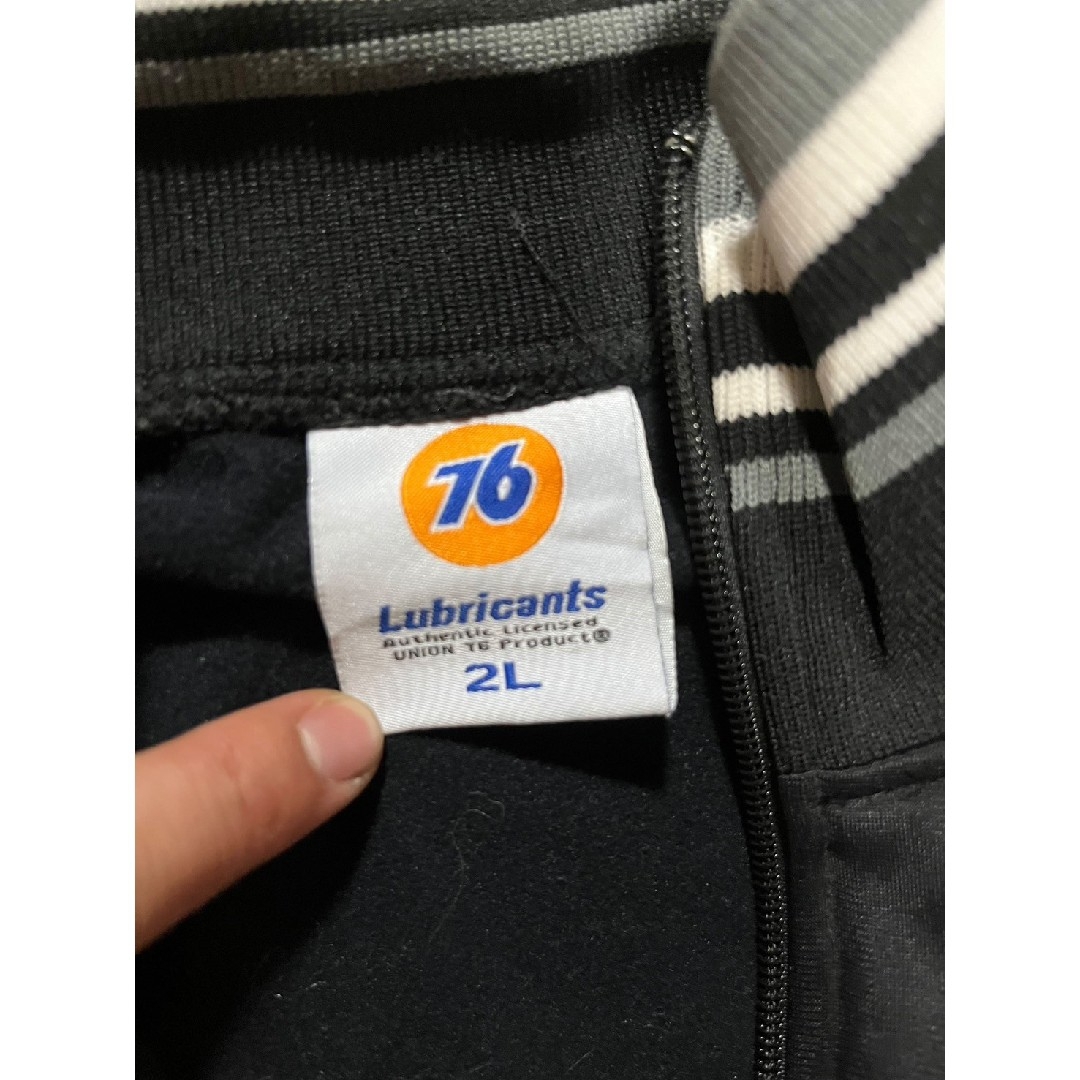 76
Lubricants
Authentic Licensed
UNION 76 Product®
2L